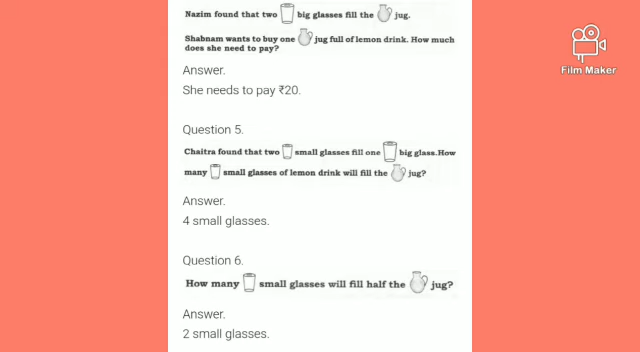 Nazim found that two big glasses fill the jug.
Shabnam wants to buy one jug full of lemon drink. How much
does she need to pay?
Answer.
She needs to pay ₹20.
Question 5.
Chaitra found that two small glasses fill one big glass.How
many small glasses of lemon drink will fill the jug?
Answer.
4 small glasses.
Question 6.
How many small glasses will fill half the jug?
Answer.
2 small glasses.
Film Maker